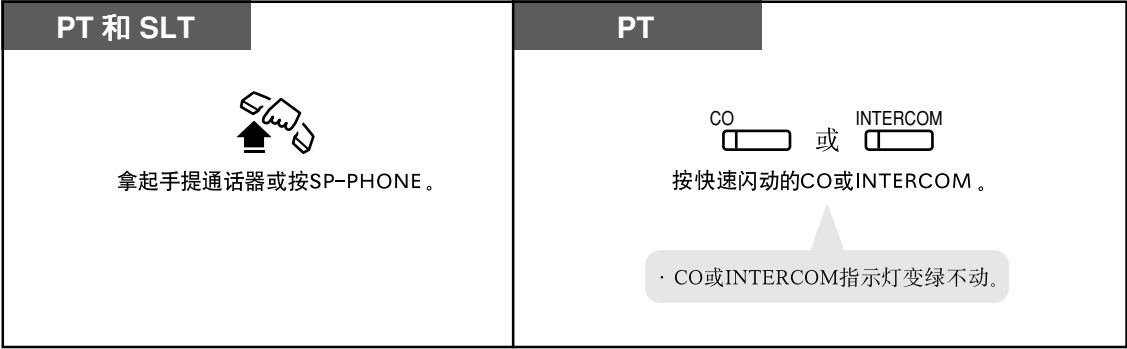 PT 和 SLT
拿起手提通话器或按SP-PHONE。
PT
CO 或 INTERCOM
按快速闪动的CO或INTERCOM。
· CO或INTERCOM指示灯变绿不动。